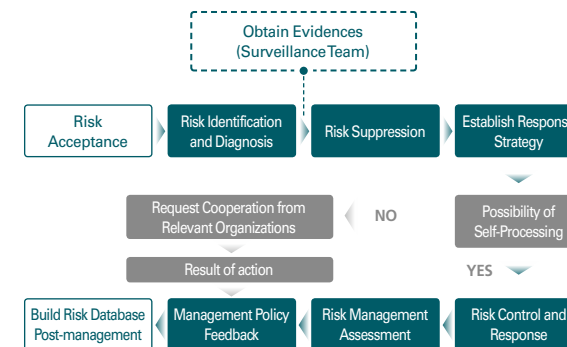 Obtain Evidences
(Surveillance Team)
Risk
Acceptance
Risk Identification
and Diagnosis
Risk Suppression
Establish Respons
Strategy
Request Cooperation from
Relevant Organizations
NO
Possibility of
Self-Processing
Result of action
YES
Build Risk Database
Post-management
Management Policy
Feedback
Risk Management
Assessment
Risk Control and
Response